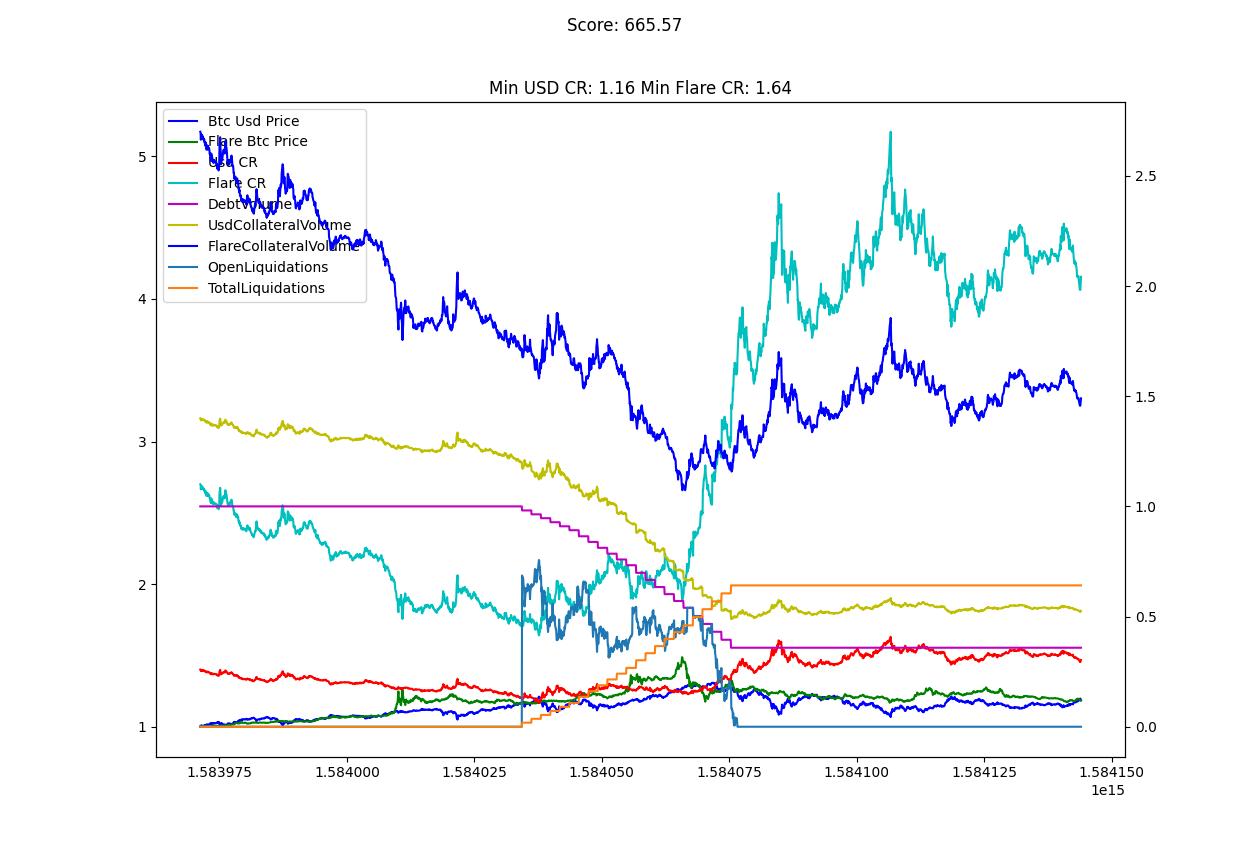 Score: 665.57
Min USD CR: 1.16 Min Flare CR: 1.64
Btc Usd Price
Flare Btc Price
Usd CR
Flare CR
DebtVolume
UsdCollateralVolume
FlareCollateralVolume
OpenLiquidations
TotalLiquidations
5
4
3
2
1
2.5
2.0
1.5
1.0
0.5
0.0
1.583975
1.584000
1.584025
1.584050
1.584075
1.584100
1.584125
1.584150
1e15